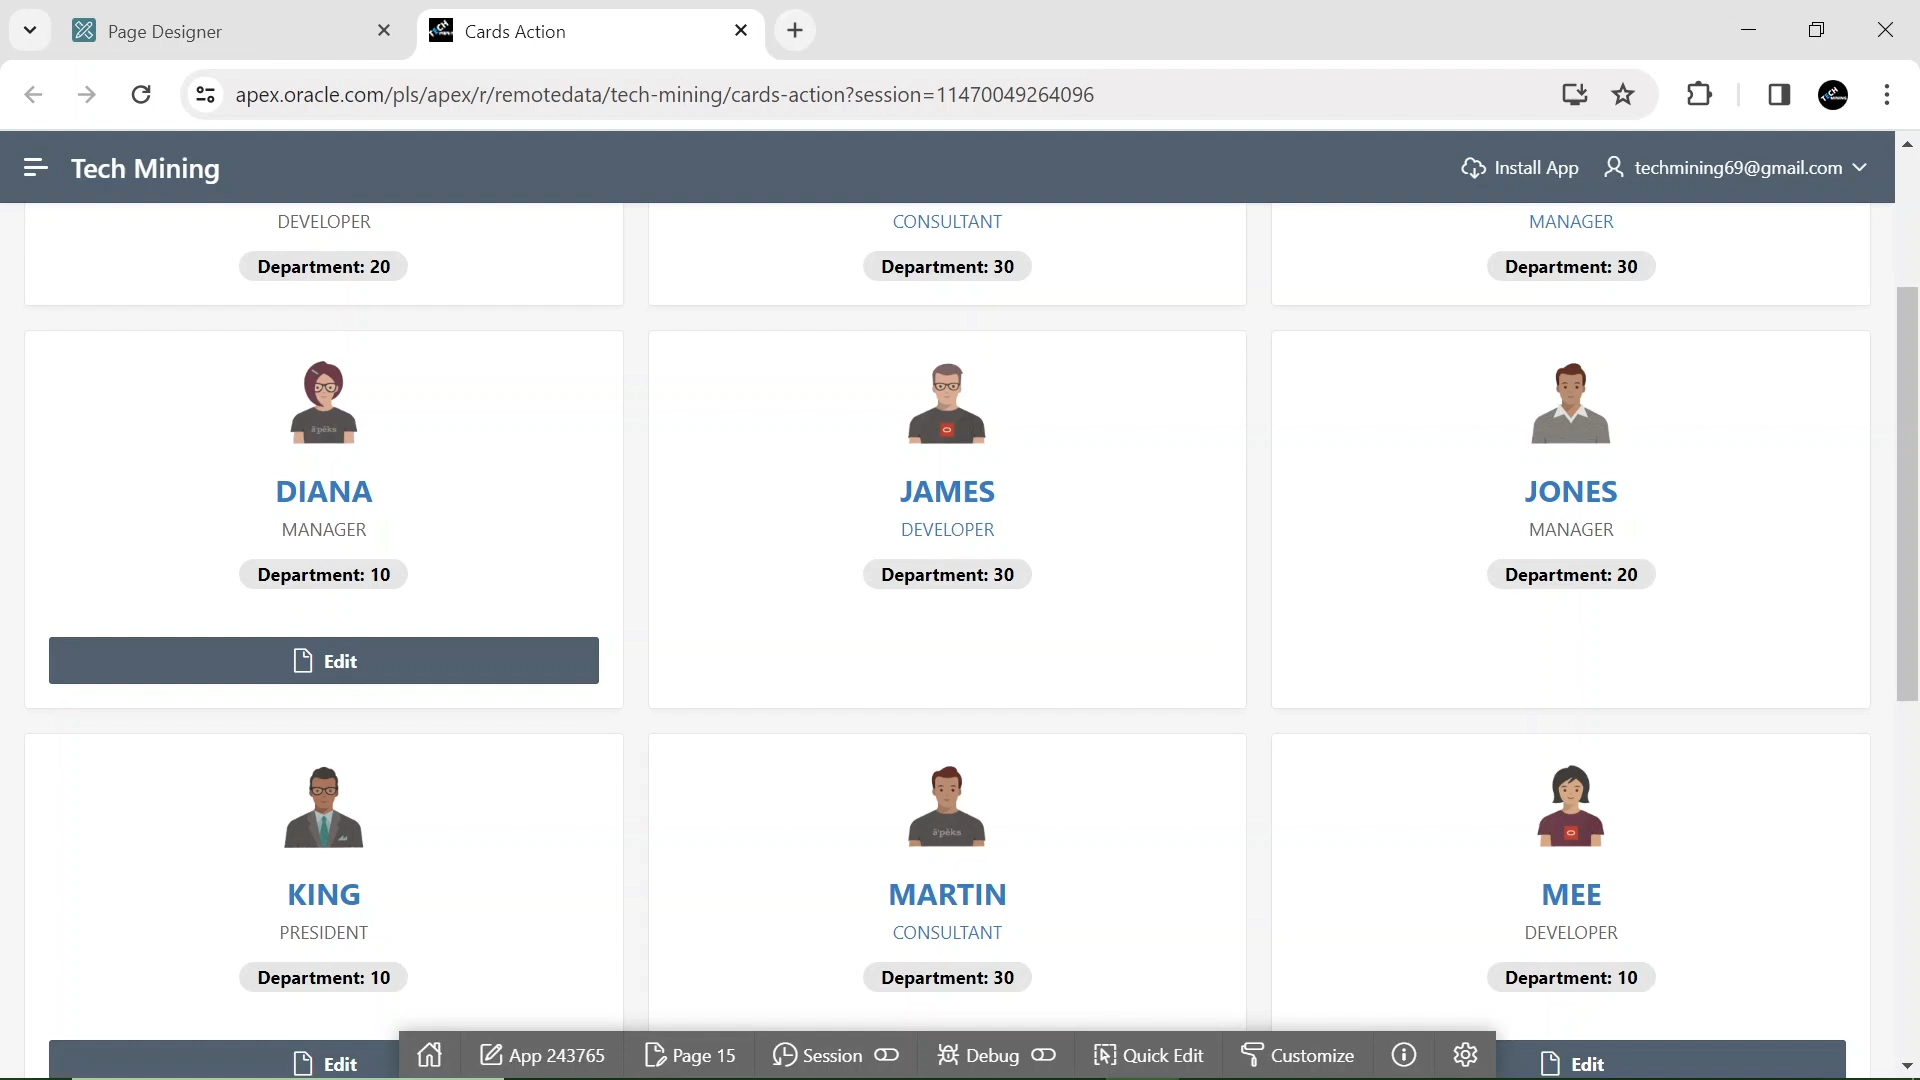 Page Designer
Cards Action
apex.oracle.com/pls/apex/r/remotedata/tech-mining/cards-action?session=11470049264096
Tech Mining
Install App
techmining69@gmail.com
DEVELOPER
CONSULTANT
MANAGER
Department: 20
Department: 30
Department: 30
DIANA
JAMES
JONES
MANAGER
DEVELOPER
MANAGER
Department: 10
Department: 30
Department: 20
Edit
KING
MARTIN
MEE
PRESIDENT
CONSULTANT
DEVELOPER
Department: 10
Department: 30
Department: 10
Edit
App 243765
Page 15
Session
Debug
Quick Edit
Customize
Edit